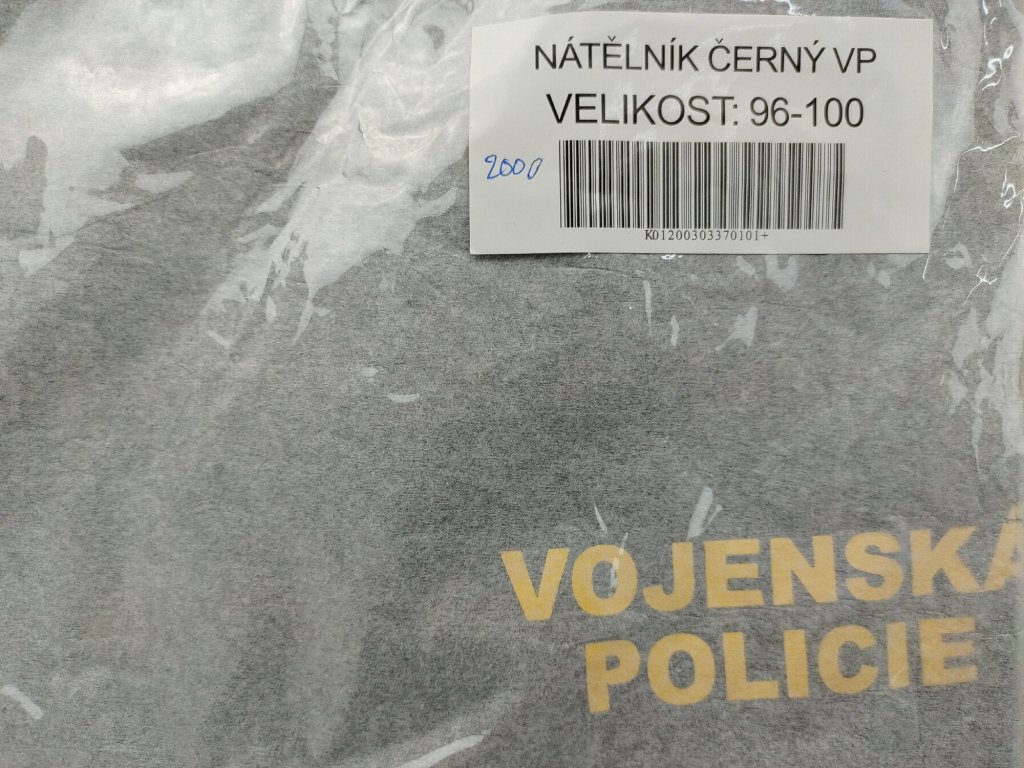 NÁTĚLNÍK ČERNÝ VP
VELIKOST: 96-100
2000
K01200303370101+
VOJENSKÁ
POLICIE